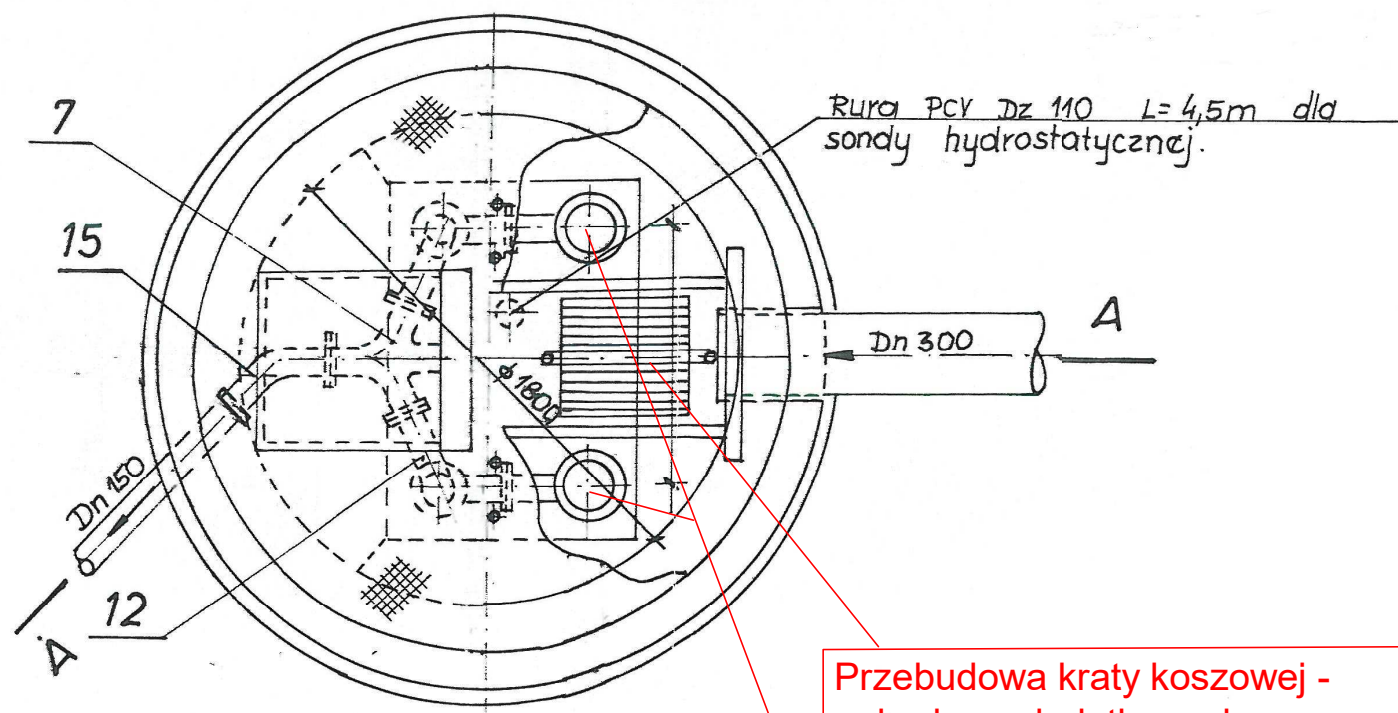 7
Rura PCV Dz 110 L= 4,5m dla
sondy hydrostatycznej.
15
A
Dn 300
ϕ 1800
Dn 150
12
A
Przebudowa kraty koszowej -